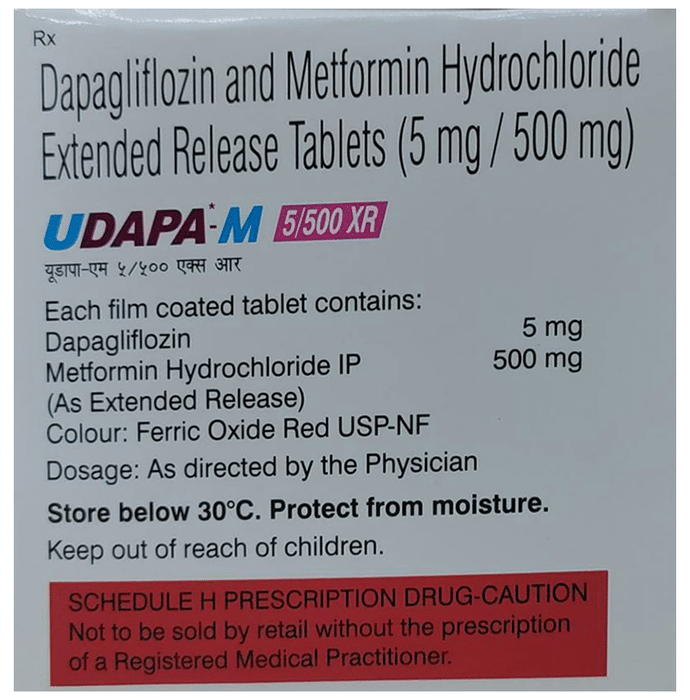 Rx
Dapagliflozin and Metformin Hydrochloride
Extended Release Tablets (5 mg / 500 mg)
UDAPA*-M 5/500 XR
यूडापा-एम ५/५०० एक्स आर
Each film coated tablet contains:
Dapagliflozin 5 mg
Metformin Hydrochloride IP 500 mg
(As Extended Release)
Colour: Ferric Oxide Red USP-NF
Dosage: As directed by the Physician
Store below 30°C. Protect from moisture.
Keep out of reach of children.
SCHEDULE H PRESCRIPTION DRUG-CAUTION
Not to be sold by retail without the prescription
of a Registered Medical Practitioner.